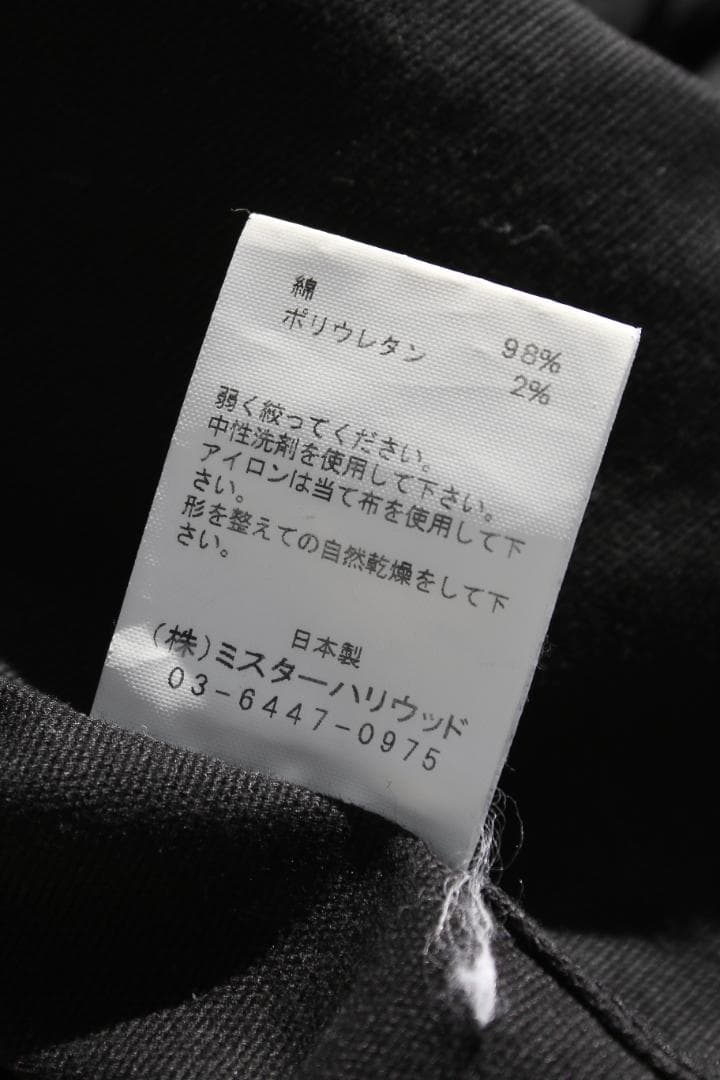 綿 98%
ポリウレタン 2%
弱く絞ってください。
中性洗剤を使用して下さい。
アイロンは当て布を使用して下
さい。
形を整えての自然乾燥をして下
さい。
日本製
(株)ミスターハリウッド
03-6447-0975